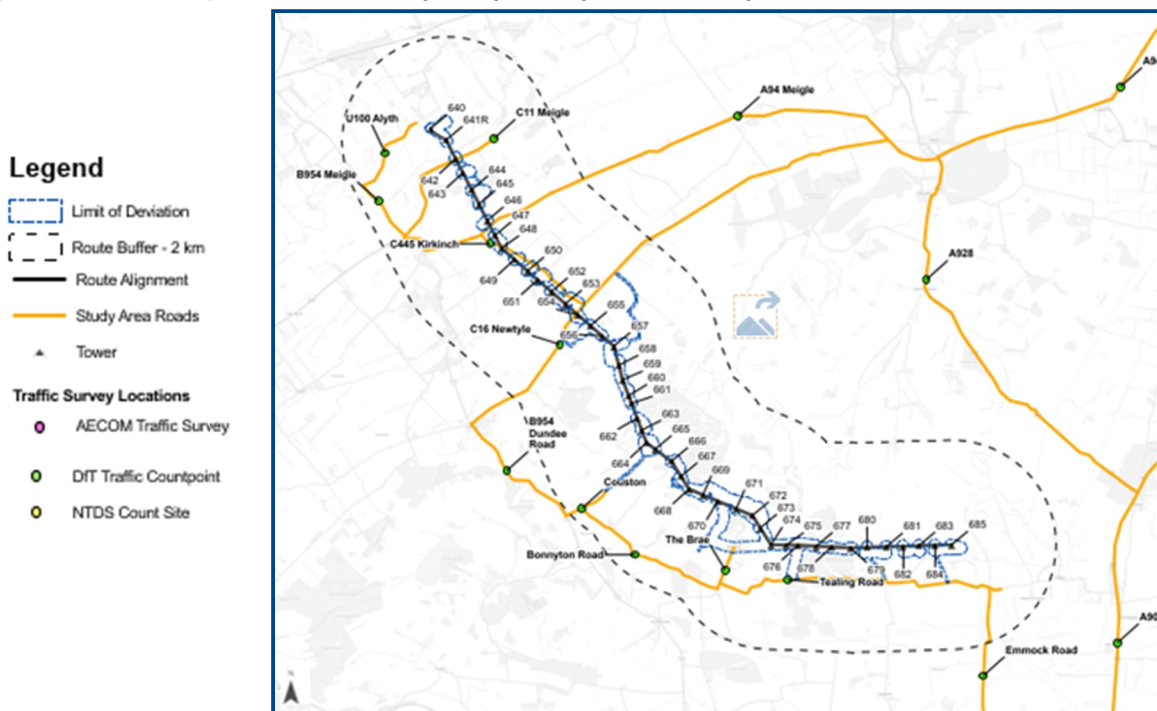 Legend
Limit of Deviation
Route Buffer - 2 km
Route Alignment
Study Area Roads
Tower
Traffic Survey Locations
AECOM Traffic Survey
DfT Traffic Countpoint
NTDS Count Site
A94 Meigle
640
641R
C11 Meigle
U100 Alyth
B954 Meigle
642
643
644
645
646
647
648
C445 Kirkinch
A928
649
650
651
652
653
654
655
C16 Newtyle
656
657
658
659
660
661
662
663
B954
Dundee
Road
664
665
666
667
Couston
668
669
670
671
672
673
674
675
677
680
681
683
685
The Brae
Bonnyton Road
676
678
679
682
684
Tealing Road
A90
Emmock Road
N